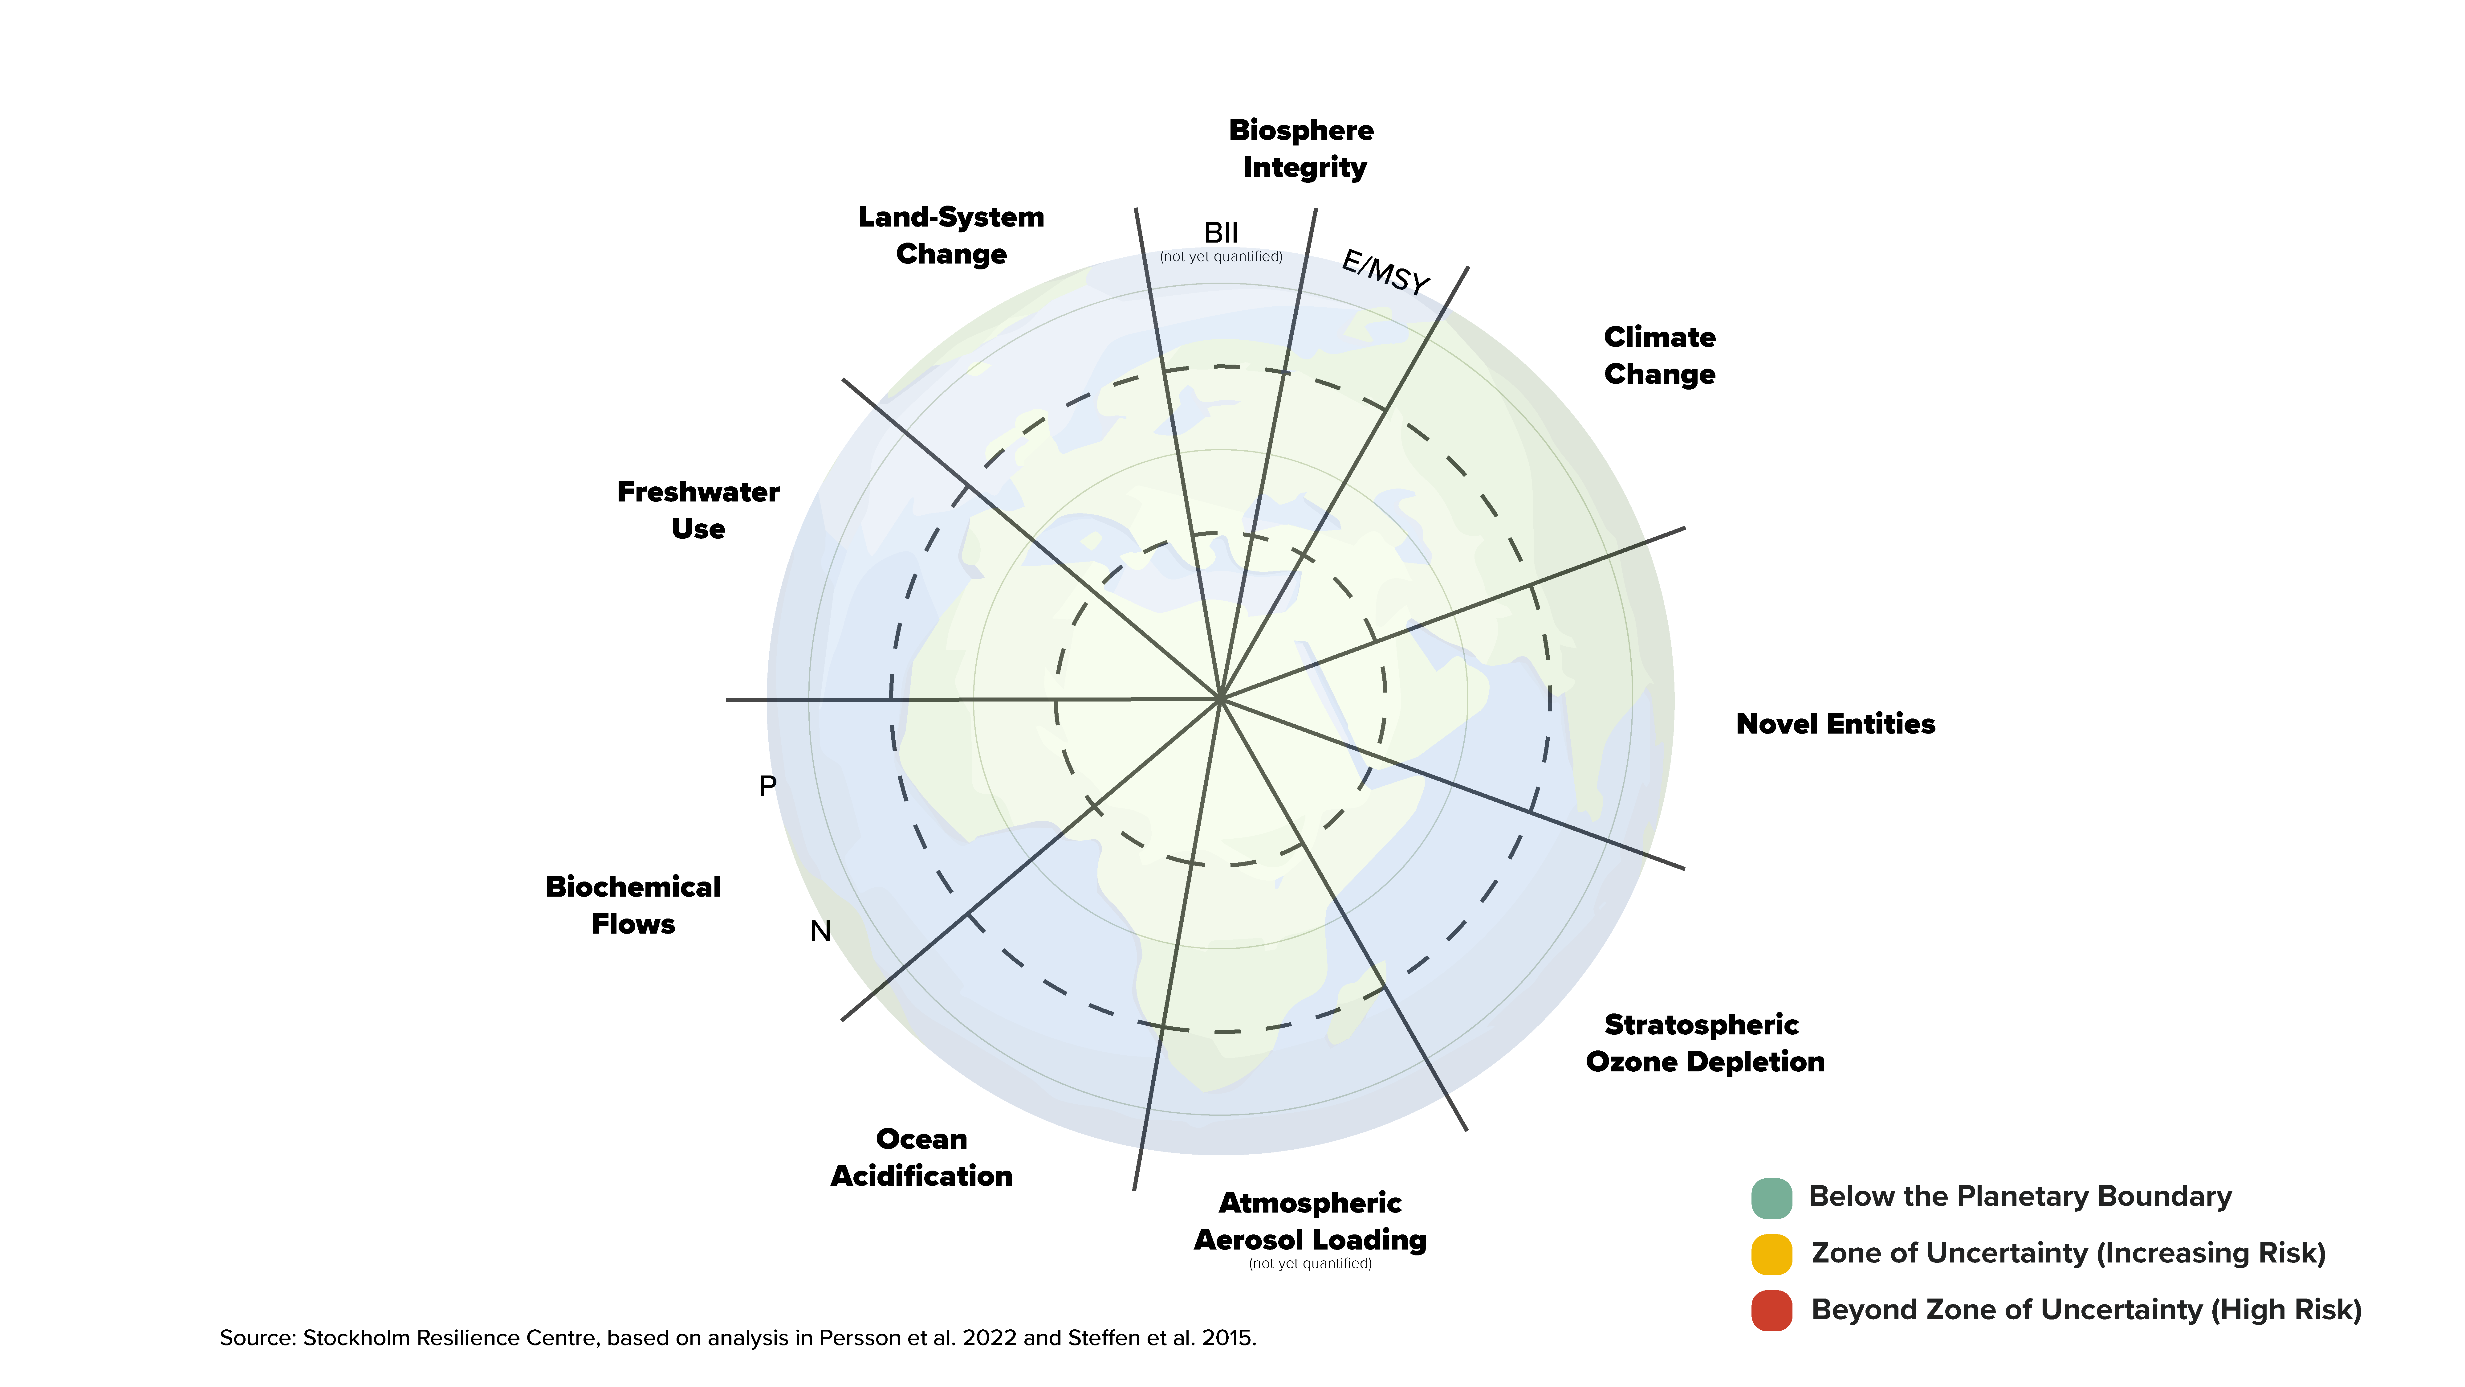 Biosphere
Integrity
Land-System
Change
BII
(not yet quantified)
E/MSY
Climate
Change
Freshwater
Use
Novel Entities
P
Biochemical
Flows
N
Stratospheric
Ozone Depletion
Ocean
Acidification
Atmospheric
Aerosol Loading
(not yet quantified)
Below the Planetary Boundary
Zone of Uncertainty (Increasing Risk)
Beyond Zone of Uncertainty (High Risk)
Source: Stockholm Resilience Centre, based on analysis in Persson et al. 2022 and Steffen et al. 2015.